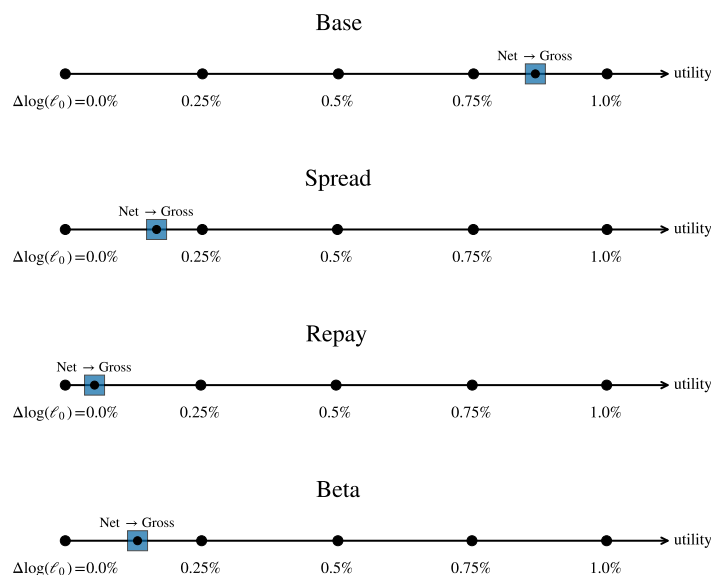 Base
Net → Gross
utility
Δlog(ℓ₀)=0.0% 0.25% 0.5% 0.75% 1.0%
Spread
Net → Gross
utility
Δlog(ℓ₀)=0.0% 0.25% 0.5% 0.75% 1.0%
Repay
Net → Gross
utility
Δlog(ℓ₀)=0.0% 0.25% 0.5% 0.75% 1.0%
Beta
Net → Gross
utility
Δlog(ℓ₀)=0.0% 0.25% 0.5% 0.75% 1.0%